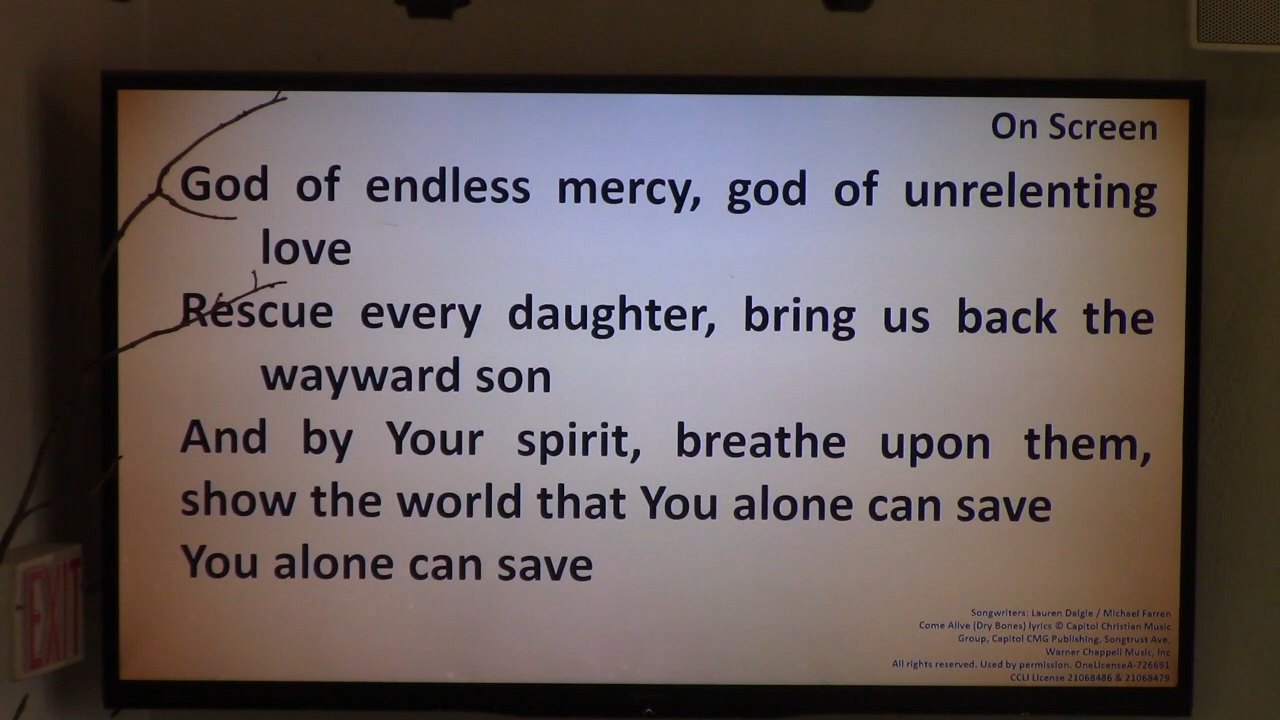 On Screen
God of endless mercy, god of unrelenting
love
Rescue every daughter, bring us back the
wayward son
And by Your spirit, breathe upon them,
show the world that You alone can save
You alone can save
Songwriters: Lauren Daigle / Michael Farren
Come Alive (Dry Bones) lyrics © Capitol Christian Music
Group, Capitol CMG Publishing, Songtrust Ave.
Warner Chappell Music, Inc
All rights reserved. Used by permission. OneLicenseA-726691
CCLI License 21068486 & 21068479
EXIT